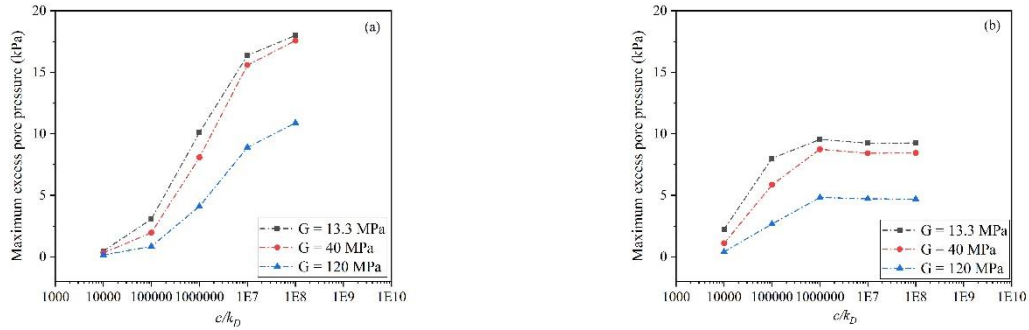 (a)
Maximum excess pore pressure (kPa)
20
15
10
5
0
G = 13.3 MPa
G = 40 MPa
G = 120 MPa
1000 10000 100000 1000000 1E7 1E8 1E9 1E10
c/k_D
(b)
Maximum excess pore pressure (kPa)
20
15
10
5
0
G = 13.3 MPa
G = 40 MPa
G = 120 MPa
1000 10000 100000 1000000 1E7 1E8 1E9 1E10
c/k_D